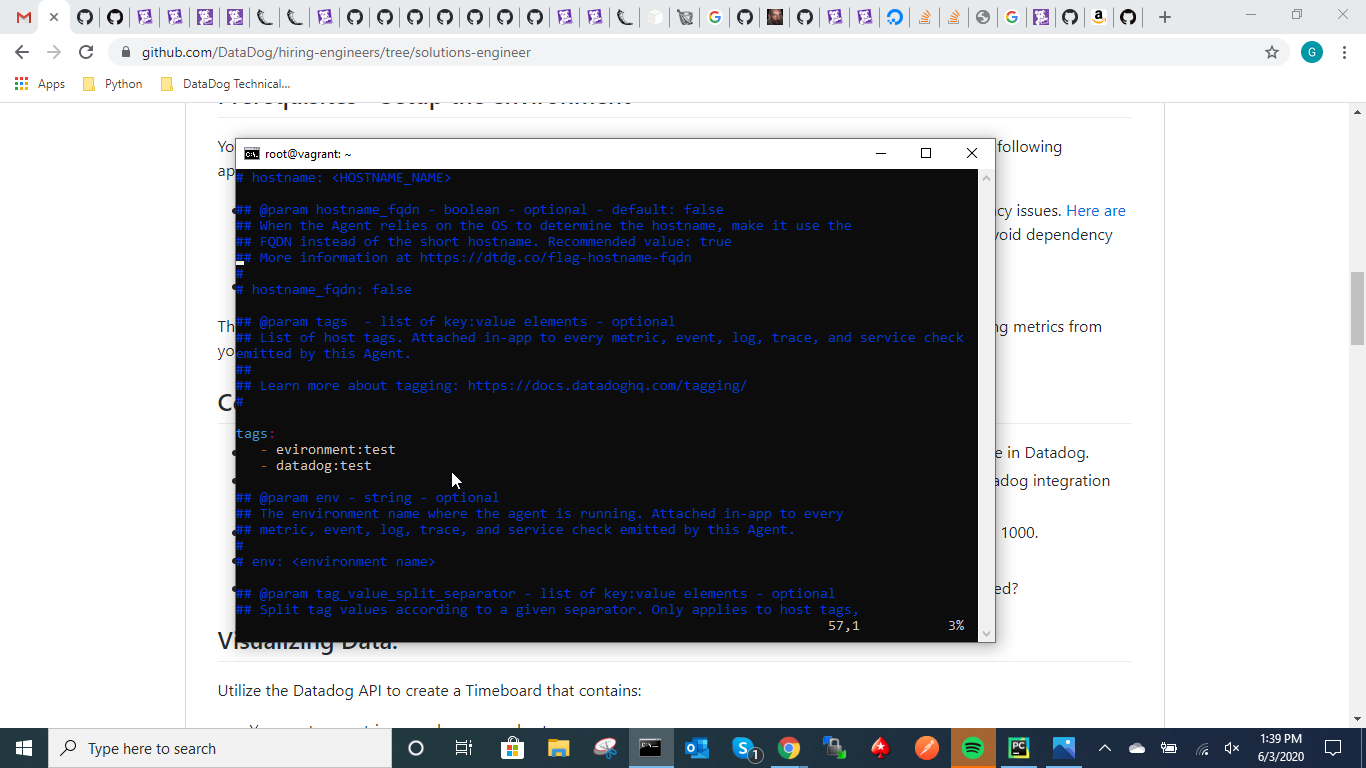 github.com/DataDog/hiring-engineers/tree/solutions-engineer
G
Apps
Python
DataDog Technical...
Prerequisites - Setup the environment
Yo
following
ap
root@vagrant: ~
# hostname: <HOSTNAME_NAME>
## @param hostname_fqdn - boolean - optional - default: false
## When the Agent relies on the OS to determine the hostname, make it use the
## FQDN instead of the short hostname. Recommended value: true
## More information at https://dtdg.co/flag-hostname-fqdn
#
# hostname_fqdn: false
## @param tags  - list of key:value elements - optional
## List of host tags. Attached in-app to every metric, event, log, trace, and service check
emitted by this Agent.
##
## Learn more about tagging: https://docs.datadoghq.com/tagging/
#
tags:
- evironment:test
- datadog:test
## @param env - string - optional
## The environment name where the agent is running. Attached in-app to every
## metric, event, log, trace, and service check emitted by this Agent.
#
# env: <environment name>
## @param tag_value_split_separator - list of key:value elements - optional
## Split tag values according to a given separator. Only applies to host tags,
57,1
3%
cy issues. Here are
void dependency
Th
ng metrics from
yo
Co
e in Datadog.
adog integration
1000.
ed?
Visualizing Data:
Utilize the Datadog API to create a Timeboard that contains:
Type here to search
1
1:39 PM
6/3/2020